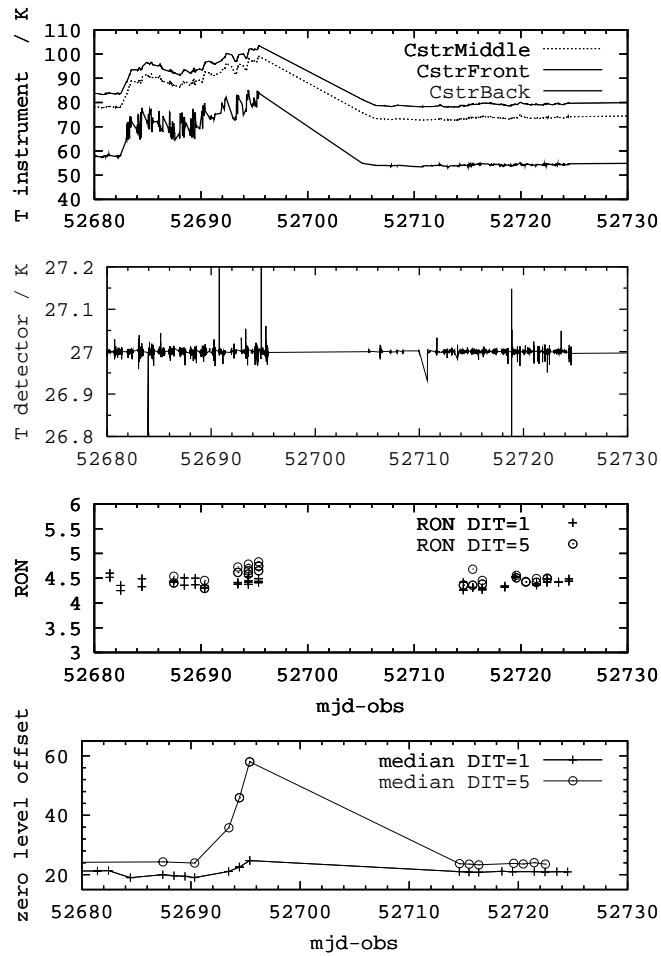 T instrument / K
110
100
90
80
70
60
50
40
CstrMiddle
CstrFront
CstrBack
52680 52690 52700 52710 52720 52730
T detector / K
27.2
27.1
27
26.9
26.8
52680 52690 52700 52710 52720 52730
RON
6
5.5
5
4.5
4
3.5
3
RON DIT=1
RON DIT=5
52680 52690 52700 52710 52720 52730
mjd-obs
zero level offset
60
40
20
median DIT=1
median DIT=5
52680 52690 52700 52710 52720 52730
mjd-obs